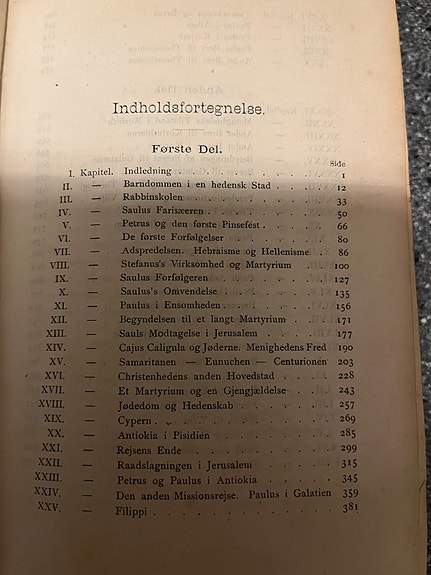 Indholdsfortegnelse.
Første Del.
Side
I. Kapitel. Indledning . . . . . . . . . . 1
II. — Barndommen i en hedensk Stad . . . . 12
III. — Rabbinskolen . . . . . . . . . 33
IV. — Saulus Farisæeren . . . . . . . . 50
V. — Petrus og den første Pinsefest . . . . 66
VI. — De første Forfølgelser . . . . . . 80
VII. — Adspredelsen. Hebraisme og Hellenisme . 86
VIII. — Stefanus's Virksomhed og Martyrium . . 100
IX. — Saulus Forfølgeren . . . . . . . 127
X. — Saulus's Omvendelse . . . . . . . 135
XI. — Paulus i Ensomheden . . . . . . . 156
XII. — Begyndelsen til et langt Martyrium . . . 171
XIII. — Sauls Modtagelse i Jerusalem . . . . 177
XIV. — Cajus Caligula og Jøderne. Menighedens Fred 190
XV. — Samaritanen — Eunuchen — Centurionen 203
XVI. — Christenhedens anden Hovedstad . . . 228
XVII. — Et Martyrium og en Gjengjældelse . . . 243
XVIII. — Jødedom og Hedenskab . . . . . . 257
XIX. — Cypern . . . . . . . . . . . 269
XX. — Antiokia i Pisidien . . . . . . . 285
XXI. — Rejsens Ende . . . . . . . . . 299
XXII. — Raadslagningen i Jerusalem . . . . . 315
XXIII. — Petrus og Paulus i Antiokia . . . . . 345
XXIV. — Den anden Missionsrejse. Paulus i Galatien 359
XXV. — Filippi . . . . . . . . . . . 381